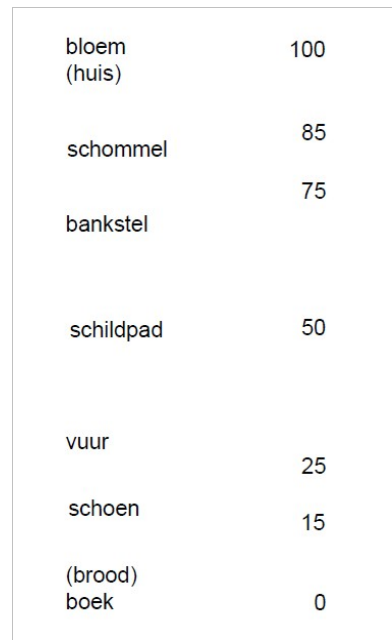 bloem 100
(huis)
85
schommel
75
bankstel
schildpad 50
vuur
25
schoen
15
(brood)
boek 0